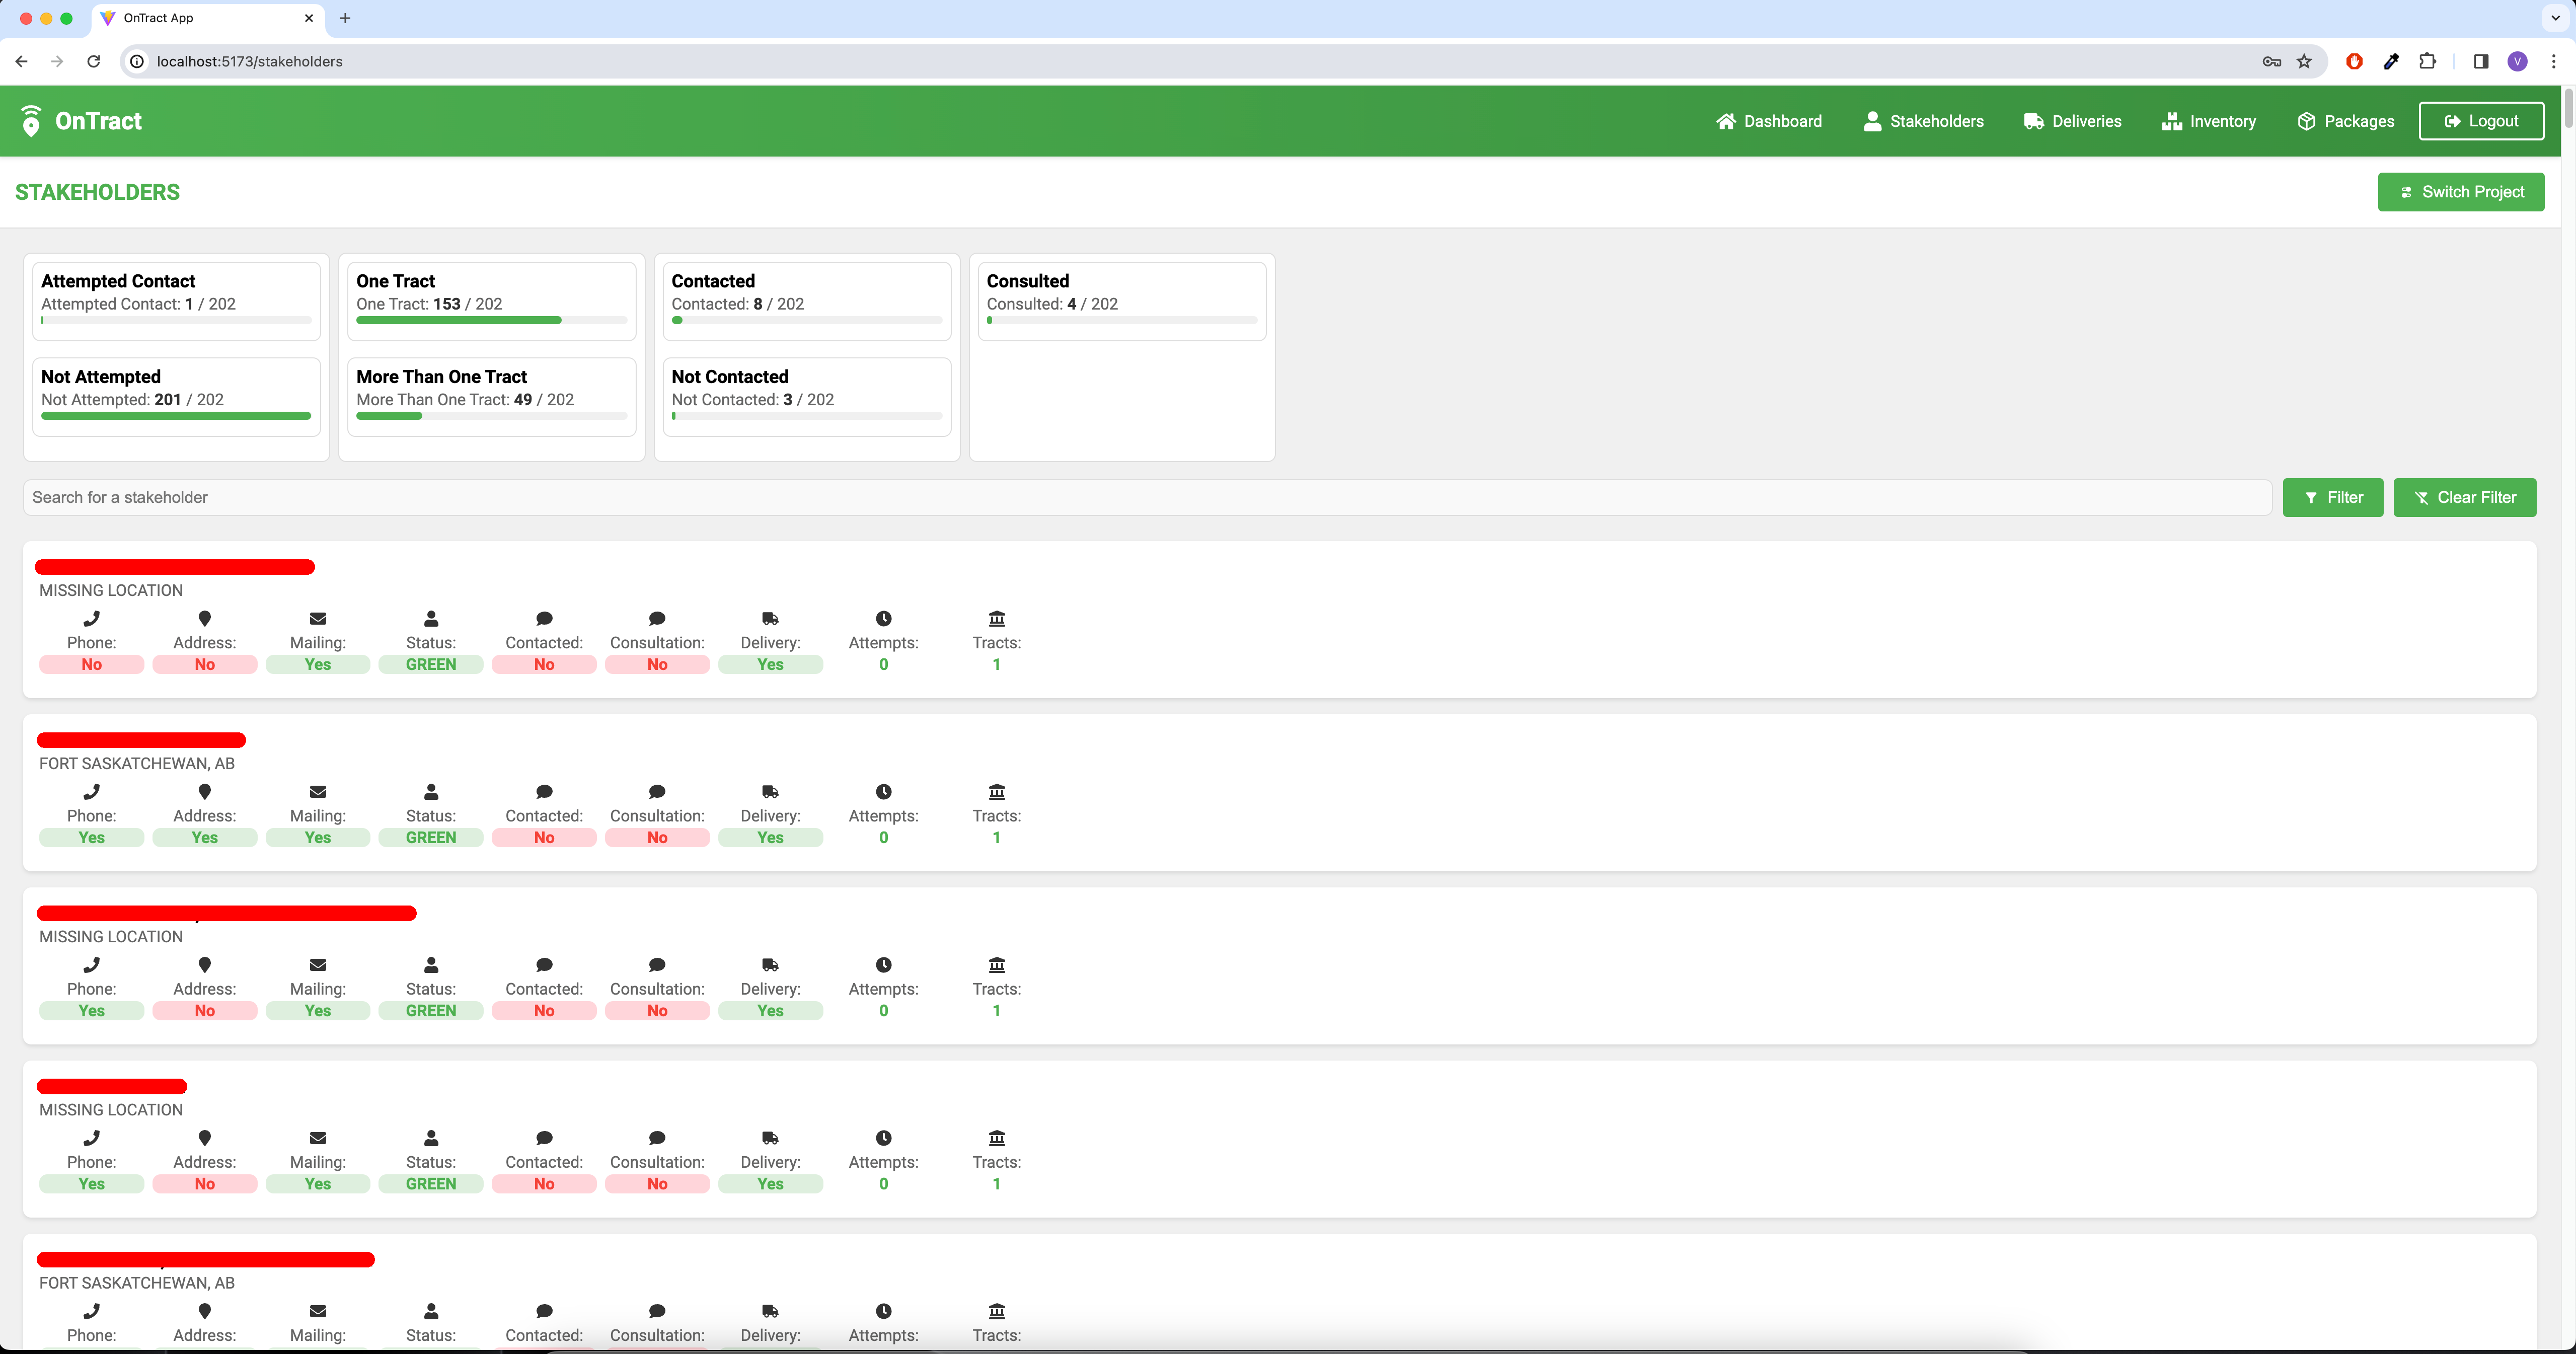 OnTract App
localhost:5173/stakeholders
V
OnTract
Dashboard Stakeholders Deliveries Inventory Packages Logout
STAKEHOLDERS
Switch Project
Attempted Contact
Attempted Contact: 1 / 202
Not Attempted
Not Attempted: 201 / 202
One Tract
One Tract: 153 / 202
More Than One Tract
More Than One Tract: 49 / 202
Contacted
Contacted: 8 / 202
Not Contacted
Not Contacted: 3 / 202
Consulted
Consulted: 4 / 202
Search for a stakeholder
Filter
Clear Filter
MISSING LOCATION
Phone: Address: Mailing: Status: Contacted: Consultation: Delivery: Attempts: Tracts:
No No Yes GREEN No No Yes 0 1
FORT SASKATCHEWAN, AB
Phone: Address: Mailing: Status: Contacted: Consultation: Delivery: Attempts: Tracts:
Yes Yes Yes GREEN No No Yes 0 1
MISSING LOCATION
Phone: Address: Mailing: Status: Contacted: Consultation: Delivery: Attempts: Tracts:
Yes No Yes GREEN No No Yes 0 1
MISSING LOCATION
Phone: Address: Mailing: Status: Contacted: Consultation: Delivery: Attempts: Tracts:
Yes No Yes GREEN No No Yes 0 1
FORT SASKATCHEWAN, AB
Phone: Address: Mailing: Status: Contacted: Consultation: Delivery: Attempts: Tracts: